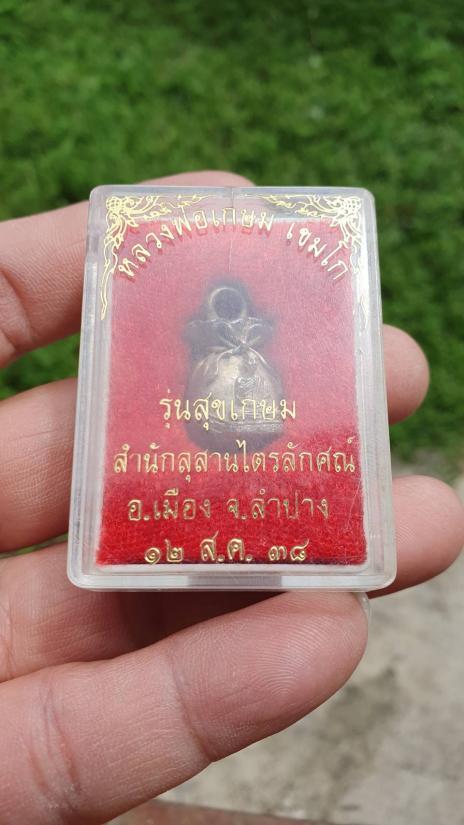 หลวงพ่อเกษม เขมโก
รุ่นสุขเกษม
สำนักสุสานไตรลักศณ์
อ.เมือง จ.ลำปาง
๑๒ ส.ค. ๓๘